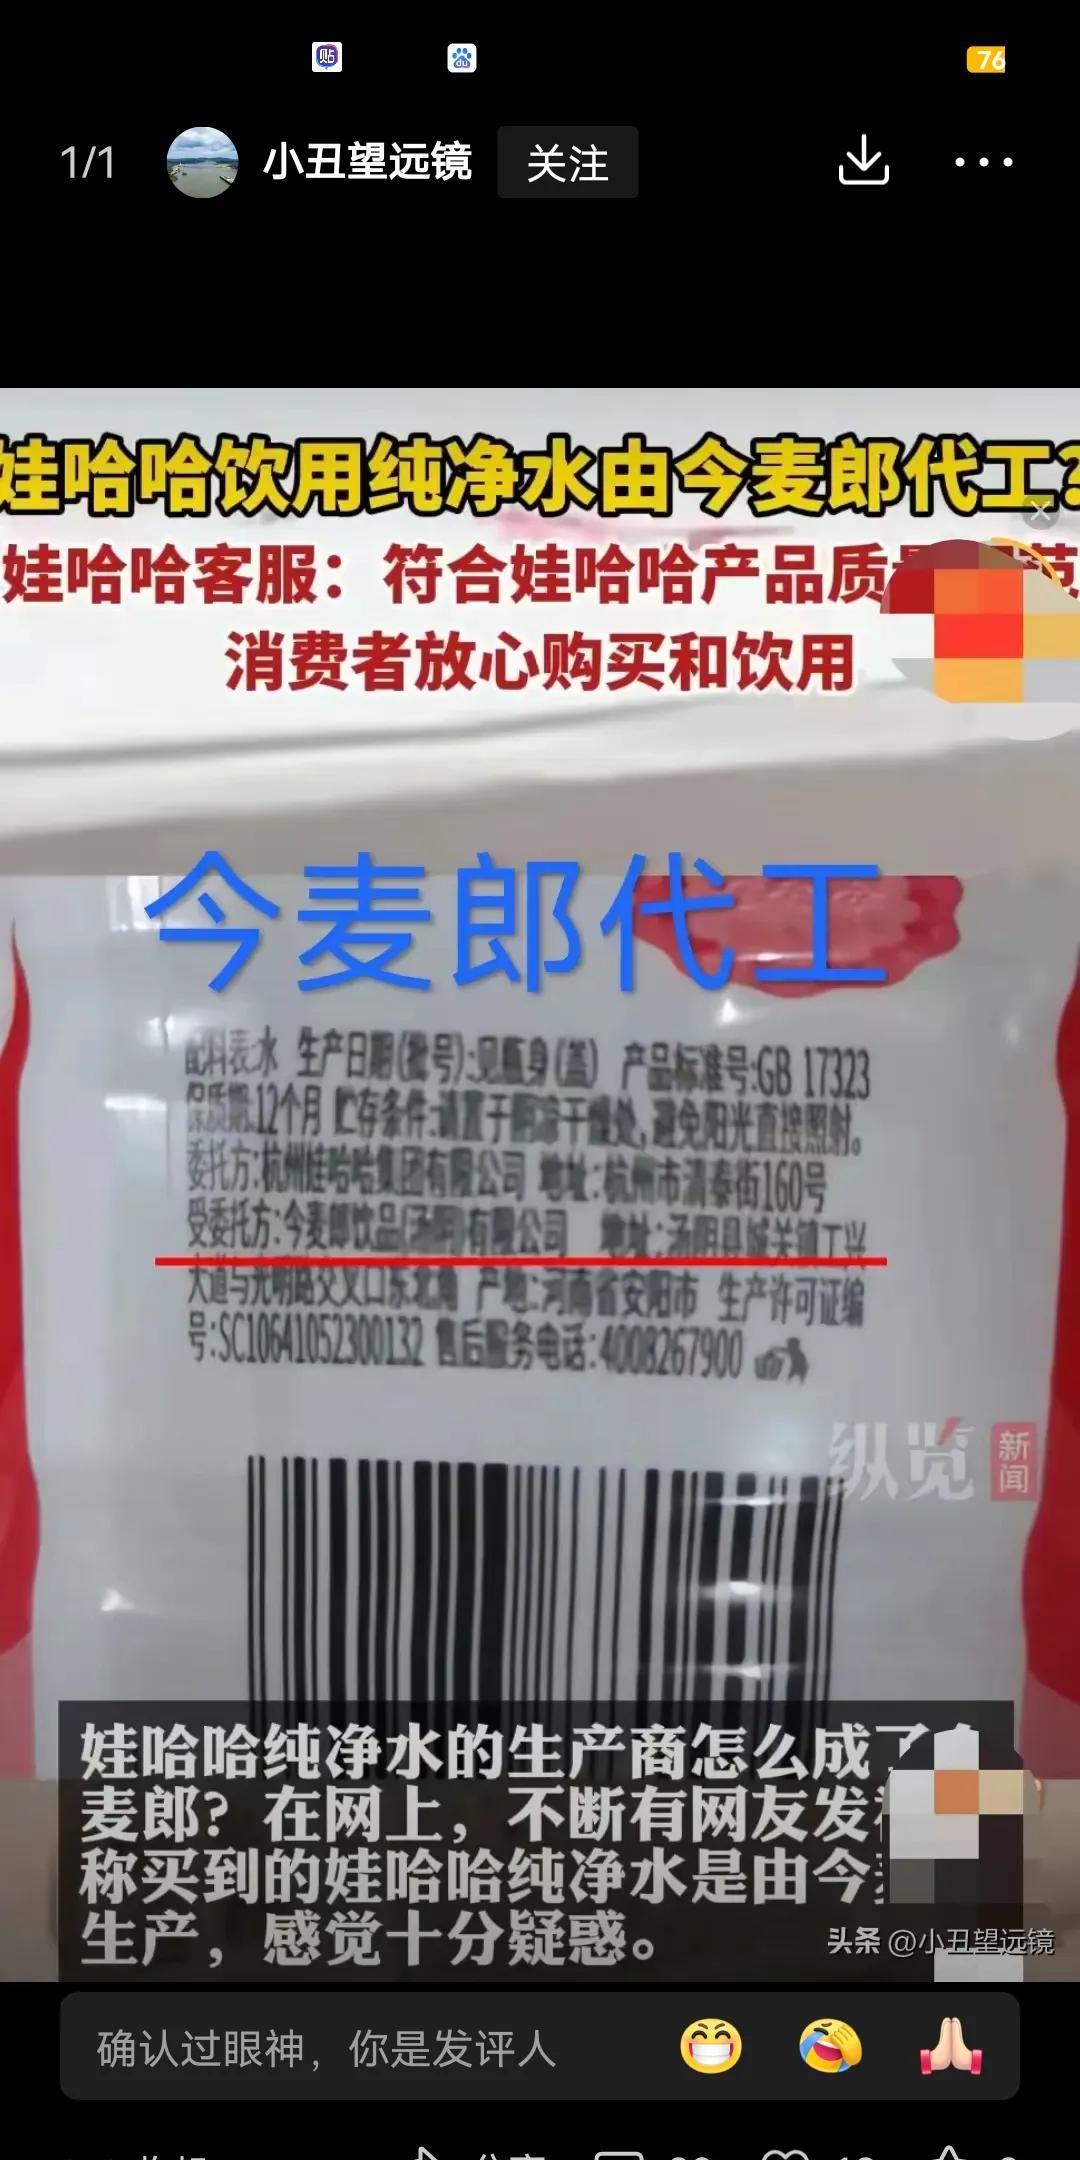 贴
du
76
1/1
小丑望远镜
关注
娃哈哈饮用纯净水由今麦郎代工?
娃哈哈客服：符合娃哈哈产品质
消费者放心购买和饮用
今麦郎代工
配料表:水 生产日期(批号):见瓶身(盖) 产品标准号:GB 17323
保质期:12个月 贮存条件:请置于阴凉干燥处,避免阳光直接照射。
委托方:杭州娃哈哈集团有限公司 地址:杭州市清泰街160号
受委托方:今麦郎饮品(汤阴)有限公司 地址:汤阴县城关镇工兴
大道与光明路交叉口东北角 产地:河南省安阳市 生产许可证编
号:SC10641052300132 售后服务电话:4008267900
纵览
新闻
娃哈哈纯净水的生产商怎么成了
麦郎？在网上，不断有网友发
称买到的娃哈哈纯净水是由今
生产，感觉十分疑惑。
头条 @小丑望远镜
确认过眼神，你是发评人